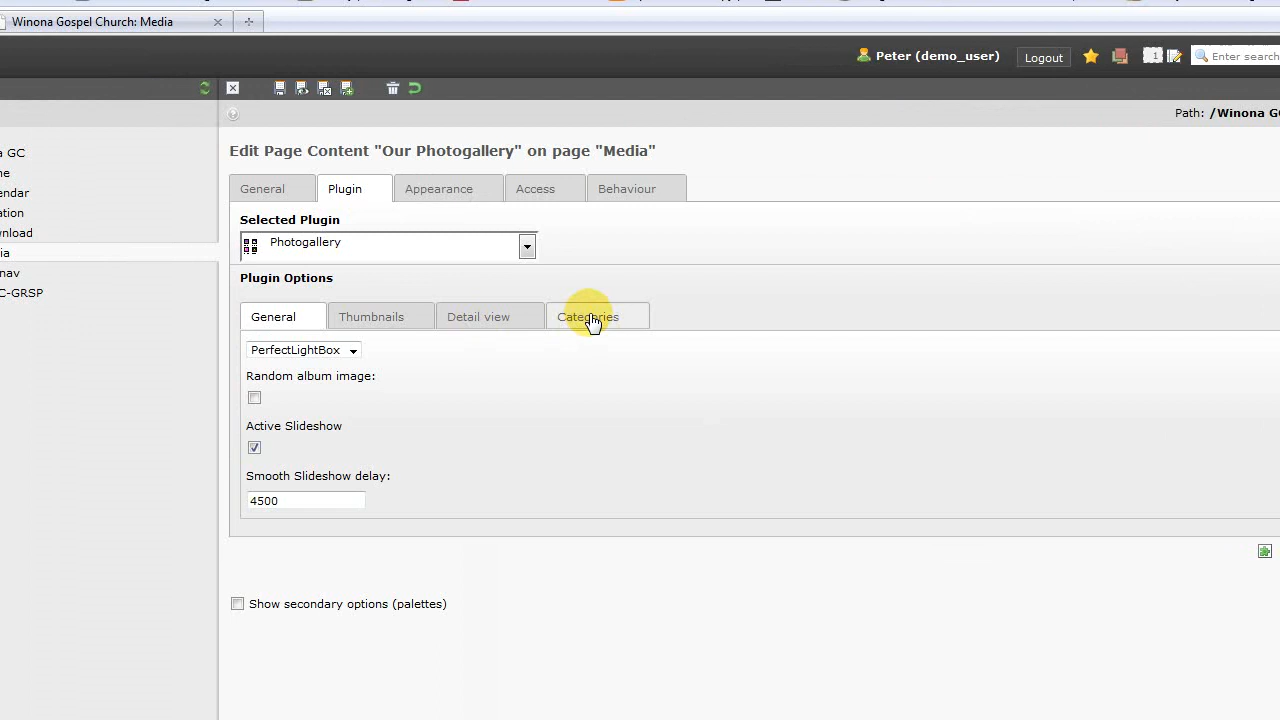 Winona Gospel Church: Media
Peter (demo_user)
Logout
1
Enter search
Path: /Winona G
a GC
ne
endar
ation
wnload
ia
nav
C-GRSP
Edit Page Content "Our Photogallery" on page "Media"
General Plugin Appearance Access Behaviour
Selected Plugin
Photogallery
Plugin Options
General Thumbnails Detail view Categories
PerfectLightBox
Random album image:
Active Slideshow
Smooth Slideshow delay:
4500
Show secondary options (palettes)